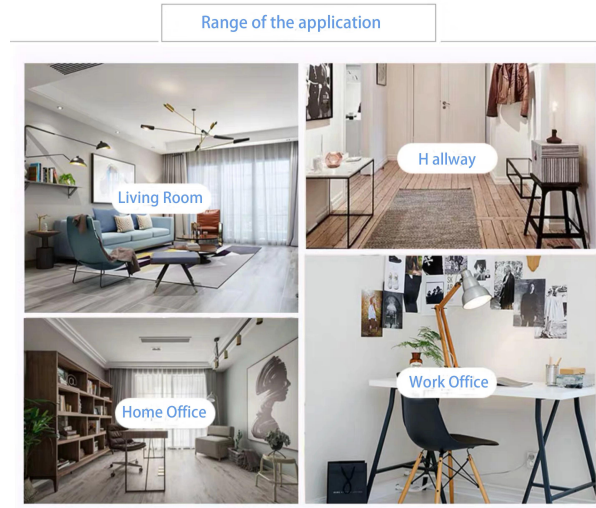 Range of the application
Living Room
H allway
Home Office
Work Office